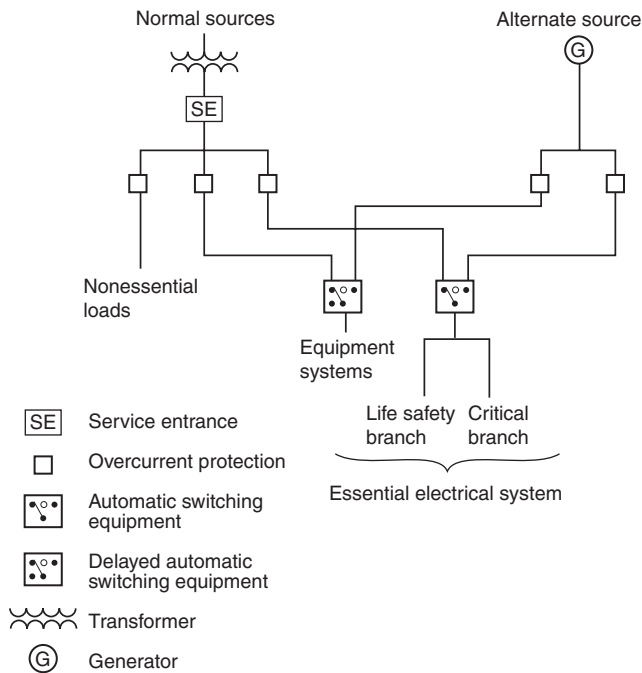 Normal sources
Alternate source
G
SE
Nonessential
loads
Equipment
systems
Life safety
branch
Critical
branch
Essential electrical system
SE Service entrance
Overcurrent protection
Automatic switching
equipment
Delayed automatic
switching equipment
Transformer
G Generator